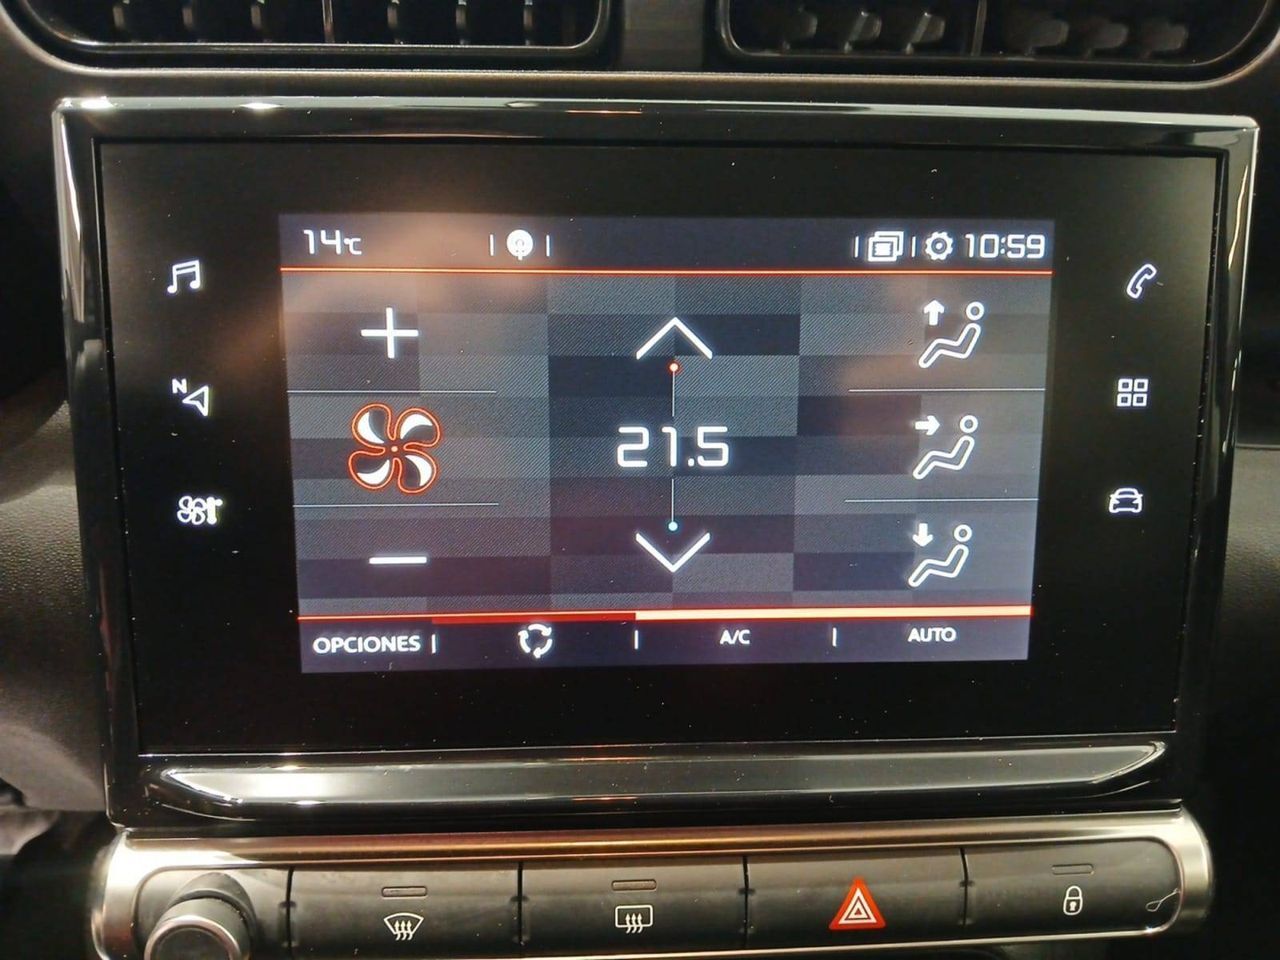 14°C
10:59
N
21.5
OPCIONES
A/C
AUTO